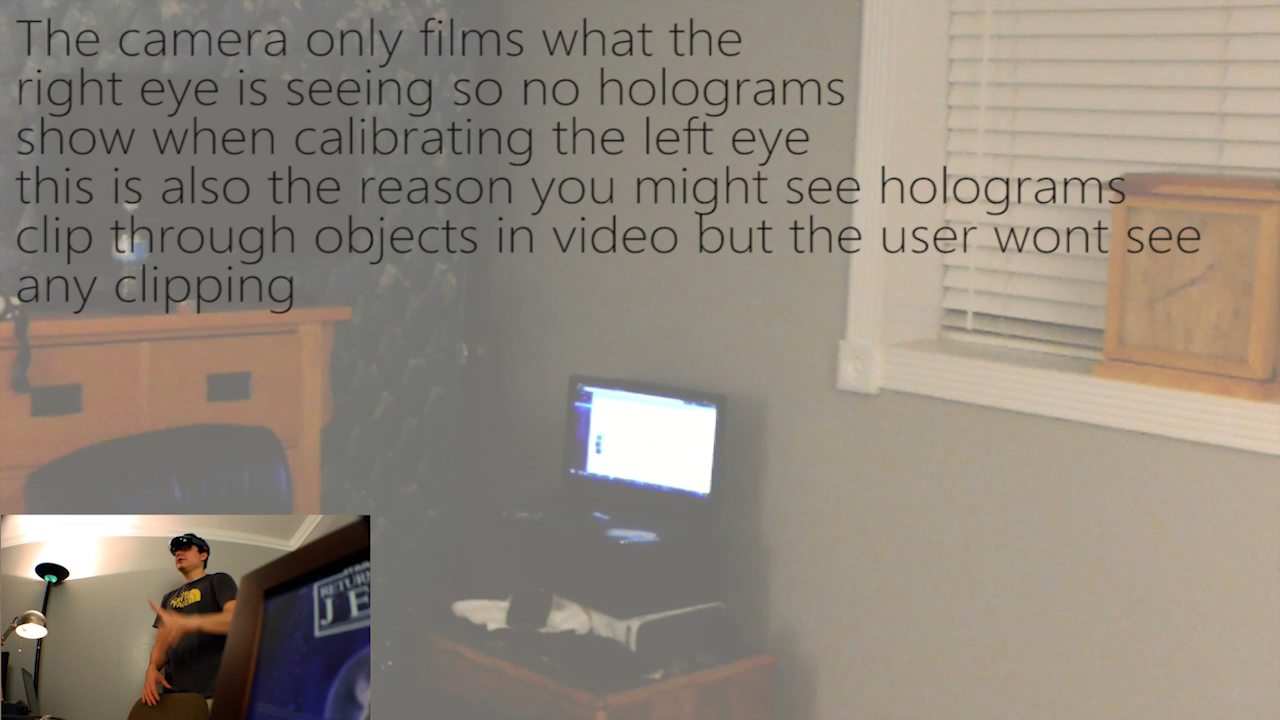 The camera only films what the
right eye is seeing so no holograms
show when calibrating the left eye
this is also the reason you might see holograms
clip through objects in video but the user wont see
any clipping
RETUR
JE